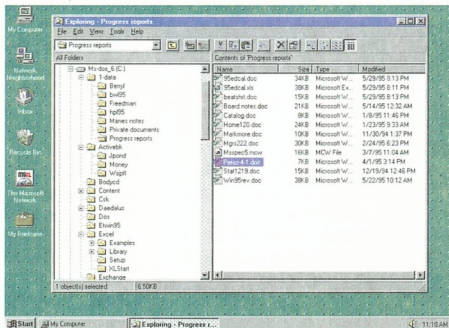 Exploring - Progress reports
My Computer
File Edit View Tools Help
Progress reports
All Folders
Contents of 'Progress reports'
Network Neighborhood
Inbox
Recycle Bin
The Microsoft Network
My Briefcase
Ms-dos_6 (C:)
1-data
Benyl
bwl95
Freedman
hpl95
Manes notes
Private documents
Progress reports
Activeblk
Jpond
Money
Wspttl
Bodycd
Content
Csk
Daedalus
Dos
Etwin95
Excel
Examples
Library
Setup
XLStart
Exchange
Name Size Type Modified
95edcal.doc 34KB Microsoft W... 5/29/95 8:13 PM
95edcal.xls 38KB Microsoft Ex... 5/29/95 8:11 PM
beatshrt.doc 15KB Microsoft W... 5/29/95 8:13 PM
Board notes.doc 21KB Microsoft W... 5/14/95 12:32 AM
Catalog.doc 8KB Microsoft W... 1/8/95 11:46 PM
Home120.doc 24KB Microsoft W... 1/23/95 9:33 AM
Markmore.doc 10KB Microsoft W... 11/30/94 1:37 PM
Mgrs222.doc 30KB Microsoft W... 2/24/95 6:23 PM
Msspec5.mcw 16KB MCW File 3/7/95 11:04 AM
Perez-4-1.doc 7KB Microsoft W... 4/1/95 3:14 PM
Stat1219.doc 15KB Microsoft W... 12/19/94 12:46 PM
Win95rev.doc 39KB Microsoft W... 5/22/95 10:12 AM
1 object(s) selected 6.50KB
Start My Computer Exploring - Progress r... 11:10 AM